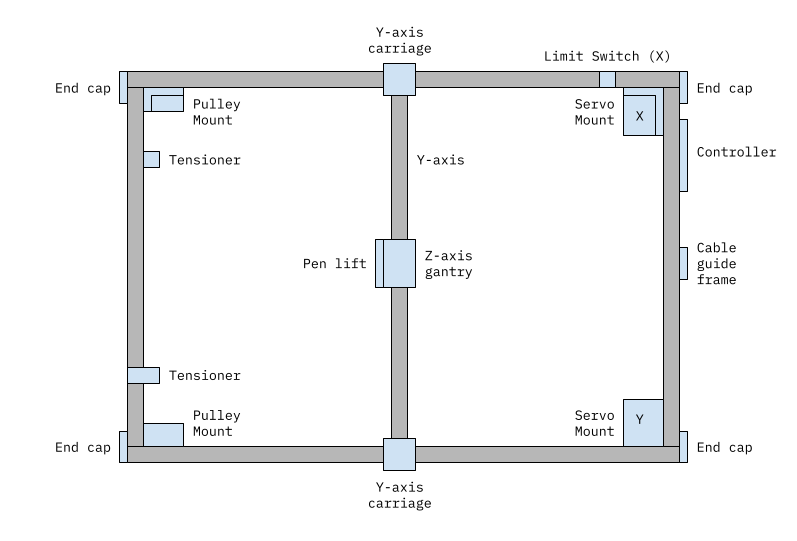 Y-axis
carriage
Limit Switch (X)
End cap
Pulley
Mount
Servo
Mount
X
End cap
Tensioner
Y-axis
Controller
Pen lift
Z-axis
gantry
Cable
guide
frame
Tensioner
Pulley
Mount
Servo
Mount
Y
End cap
End cap
Y-axis
carriage